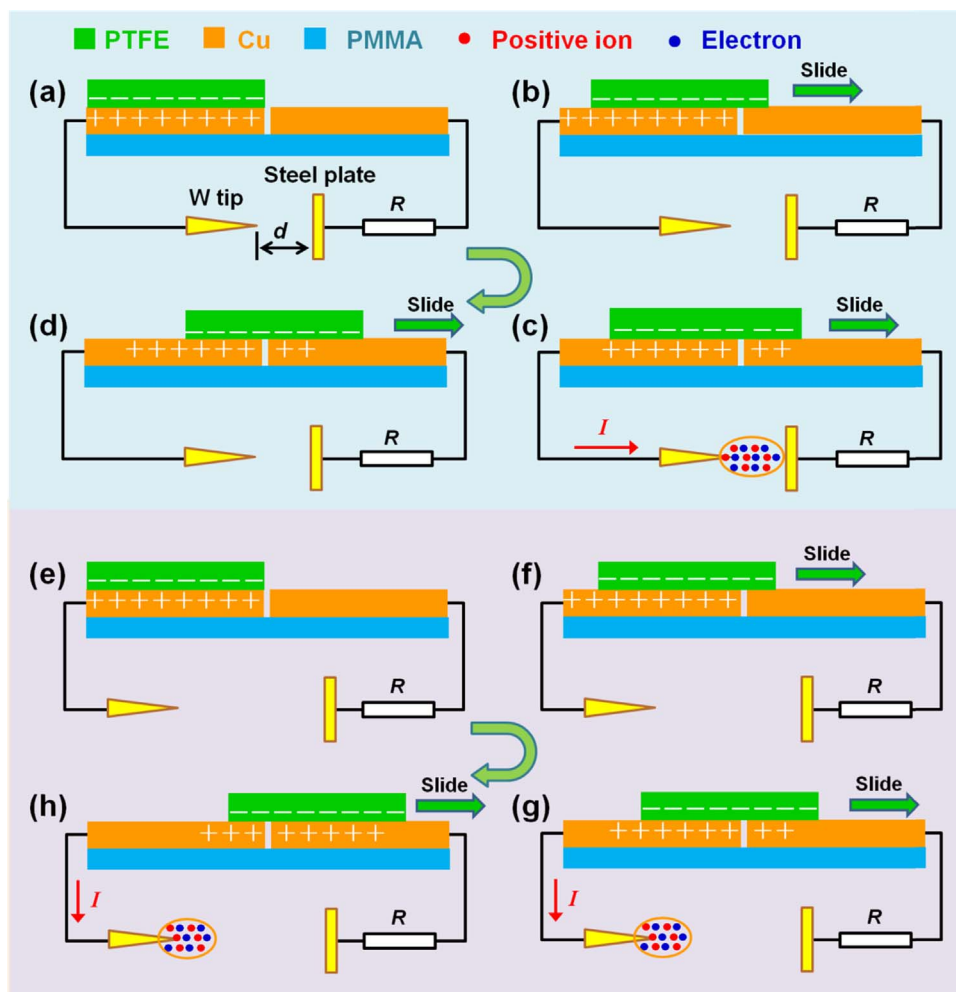 PTFE Cu PMMA Positive ion Electron
(a)
+ + + + + + + +
Steel plate
W tip
d
R
(b)
Slide
+ + + + + + + +
R
(d)
Slide
+ + + + + + + +
R
(c)
Slide
+ + + + + + + +
I
R
(e)
+ + + + + + + +
R
(f)
Slide
+ + + + + + + +
R
(h)
Slide
+ + + + + + + +
I
R
(g)
Slide
+ + + + + + + +
I
R